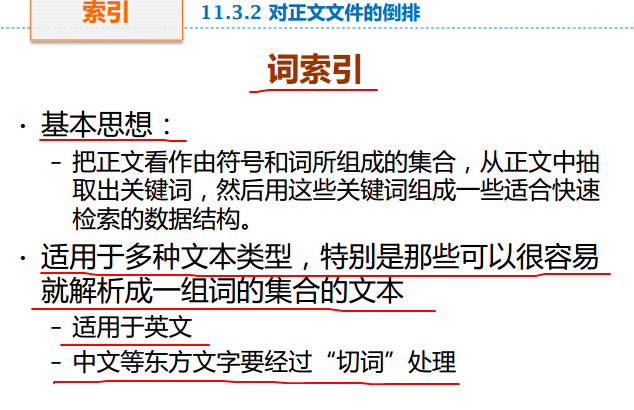 索引
11.3.2 对正文文件的倒排
词索引
· 基本思想：
– 把正文看作由符号和词所组成的集合，从正文中抽
取出关键词，然后用这些关键词组成一些适合快速
检索的数据结构。
· 适用于多种文本类型，特别是那些可以很容易
就解析成一组词的集合的文本
– 适用于英文
– 中文等东方文字要经过“切词”处理